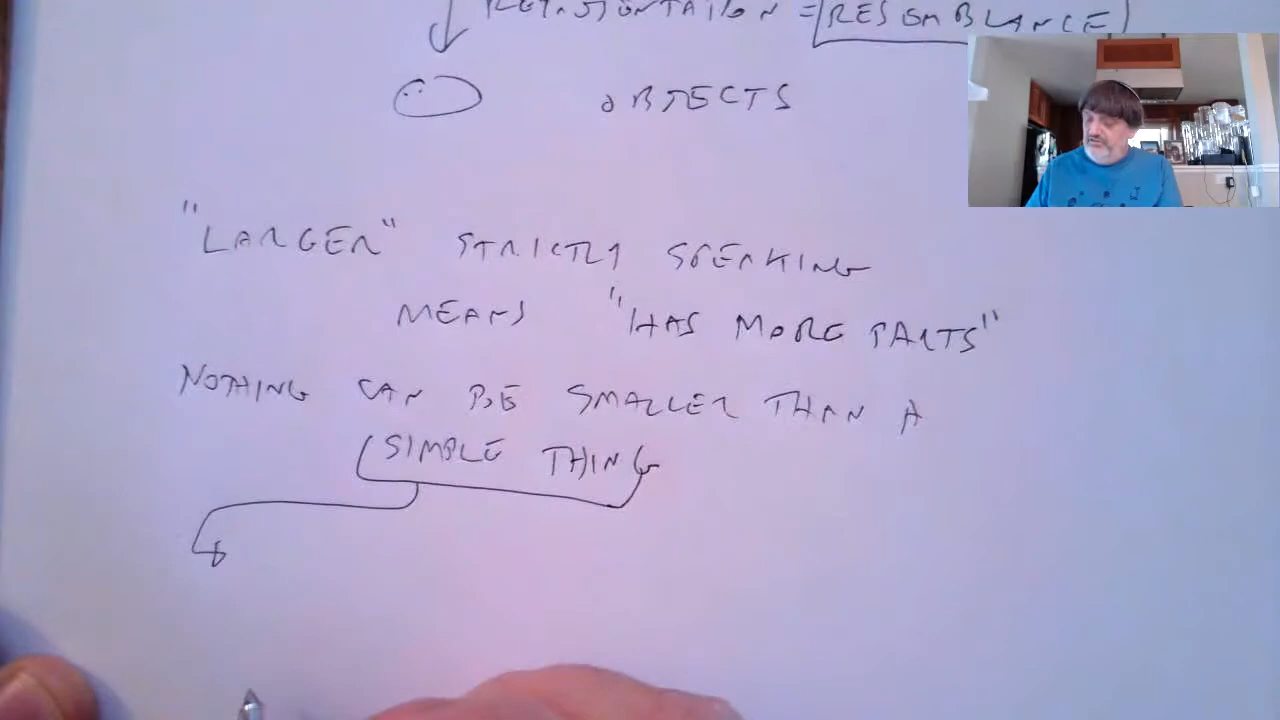 REPRESENTATION = RESEMBLANCE
OBJECTS
"LARGER" STRICTLY SPEAKING
MEANS "HAS MORE PARTS"
NOTHING CAN BE SMALLER THAN A
SIMPLE THING